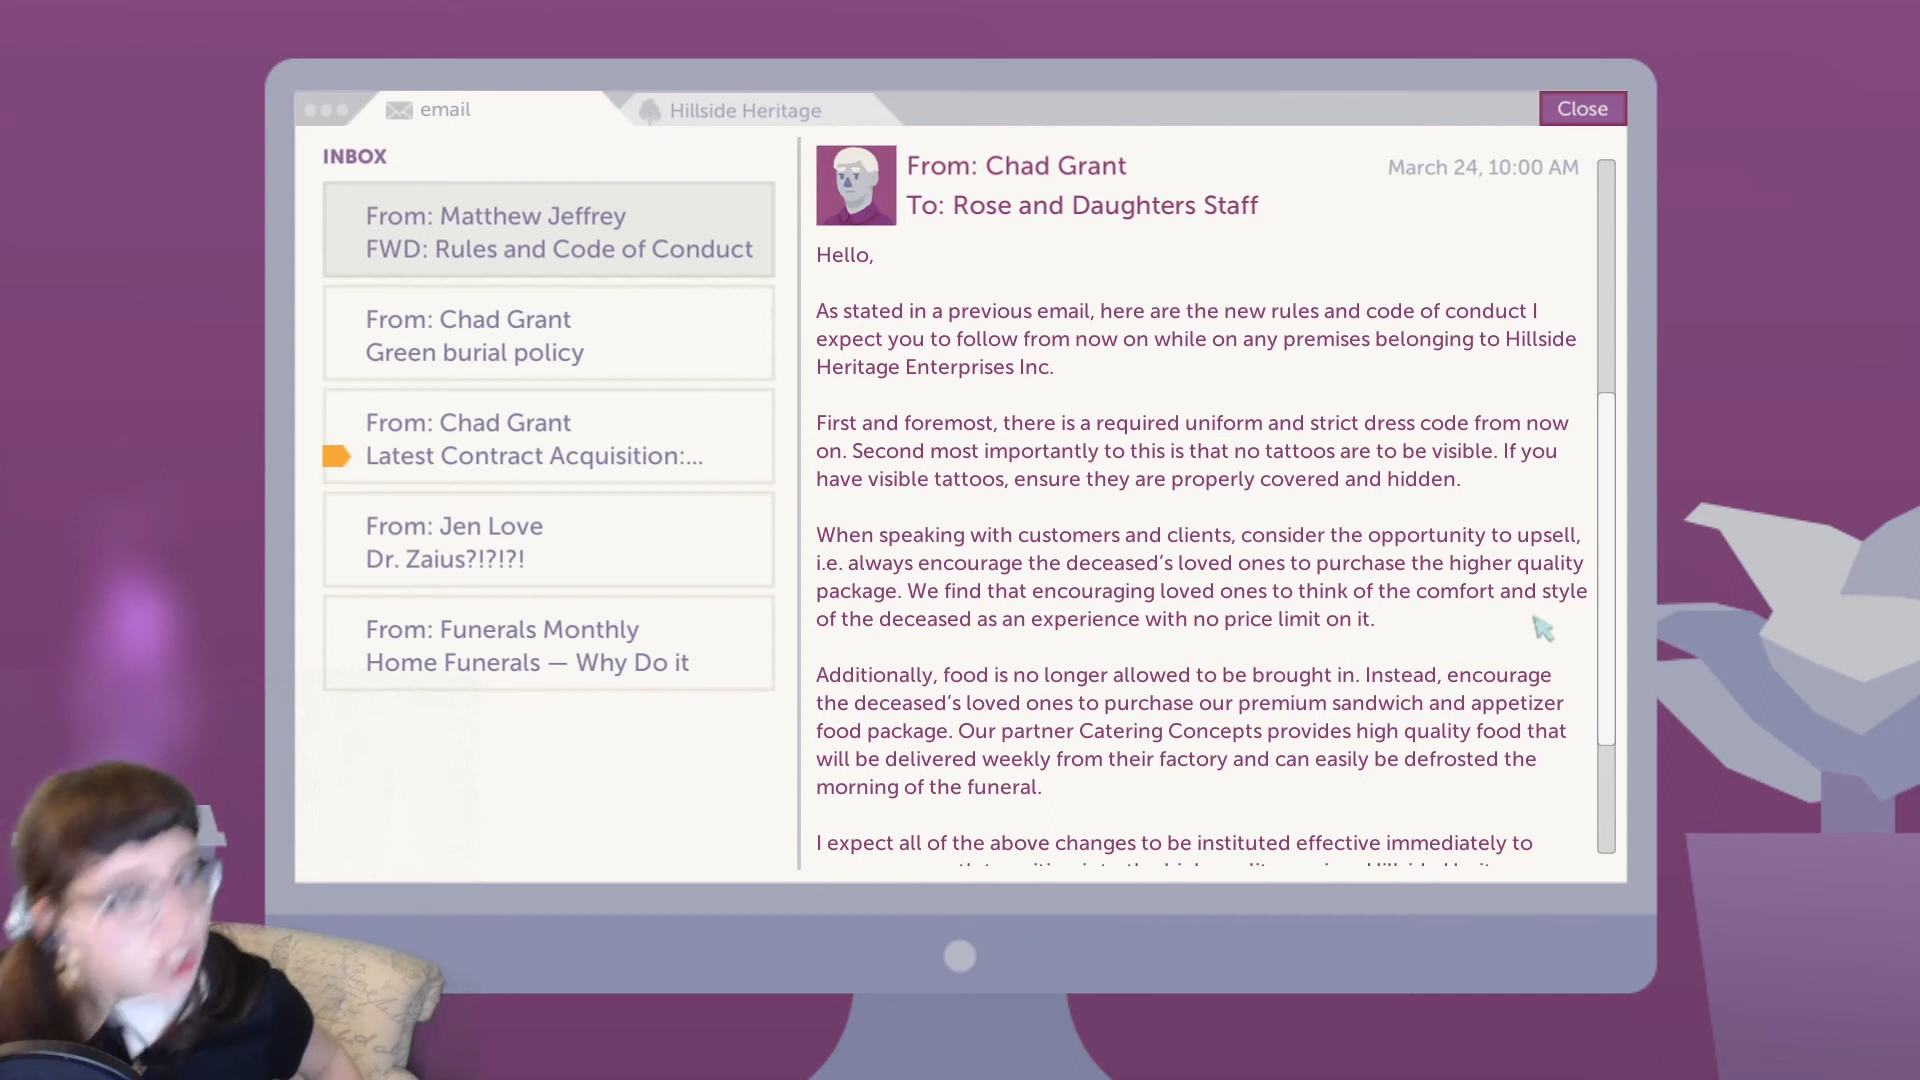 email
Hillside Heritage
Close
INBOX
From: Matthew Jeffrey
FWD: Rules and Code of Conduct
From: Chad Grant
Green burial policy
From: Chad Grant
Latest Contract Acquisition:...
From: Jen Love
Dr. Zaius?!?!?!
From: Funerals Monthly
Home Funerals — Why Do it
From: Chad Grant
March 24, 10:00 AM
To: Rose and Daughters Staff
Hello,
As stated in a previous email, here are the new rules and code of conduct I
expect you to follow from now on while on any premises belonging to Hillside
Heritage Enterprises Inc.
First and foremost, there is a required uniform and strict dress code from now
on. Second most importantly to this is that no tattoos are to be visible. If you
have visible tattoos, ensure they are properly covered and hidden.
When speaking with customers and clients, consider the opportunity to upsell,
i.e. always encourage the deceased’s loved ones to purchase the higher quality
package. We find that encouraging loved ones to think of the comfort and style
of the deceased as an experience with no price limit on it.
Additionally, food is no longer allowed to be brought in. Instead, encourage
the deceased’s loved ones to purchase our premium sandwich and appetizer
food package. Our partner Catering Concepts provides high quality food that
will be delivered weekly from their factory and can easily be defrosted the
morning of the funeral.
I expect all of the above changes to be instituted effective immediately to